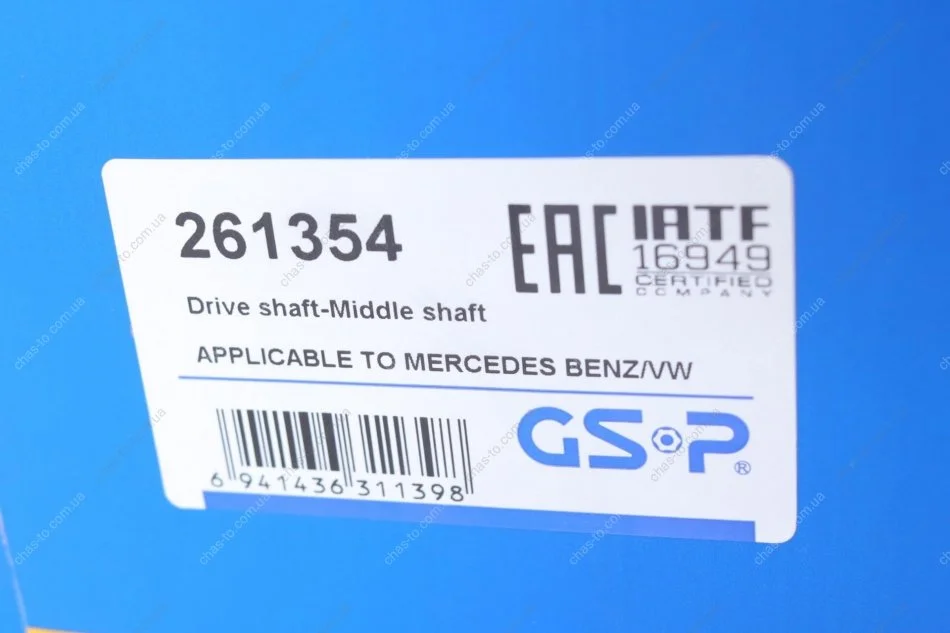 261354
EAC
IATF
16949
CERTIFIED
COMPANY
Drive shaft-Middle shaft
APPLICABLE TO MERCEDES BENZ/VW
6 941436 311398
GSP®
chas-to.com.ua